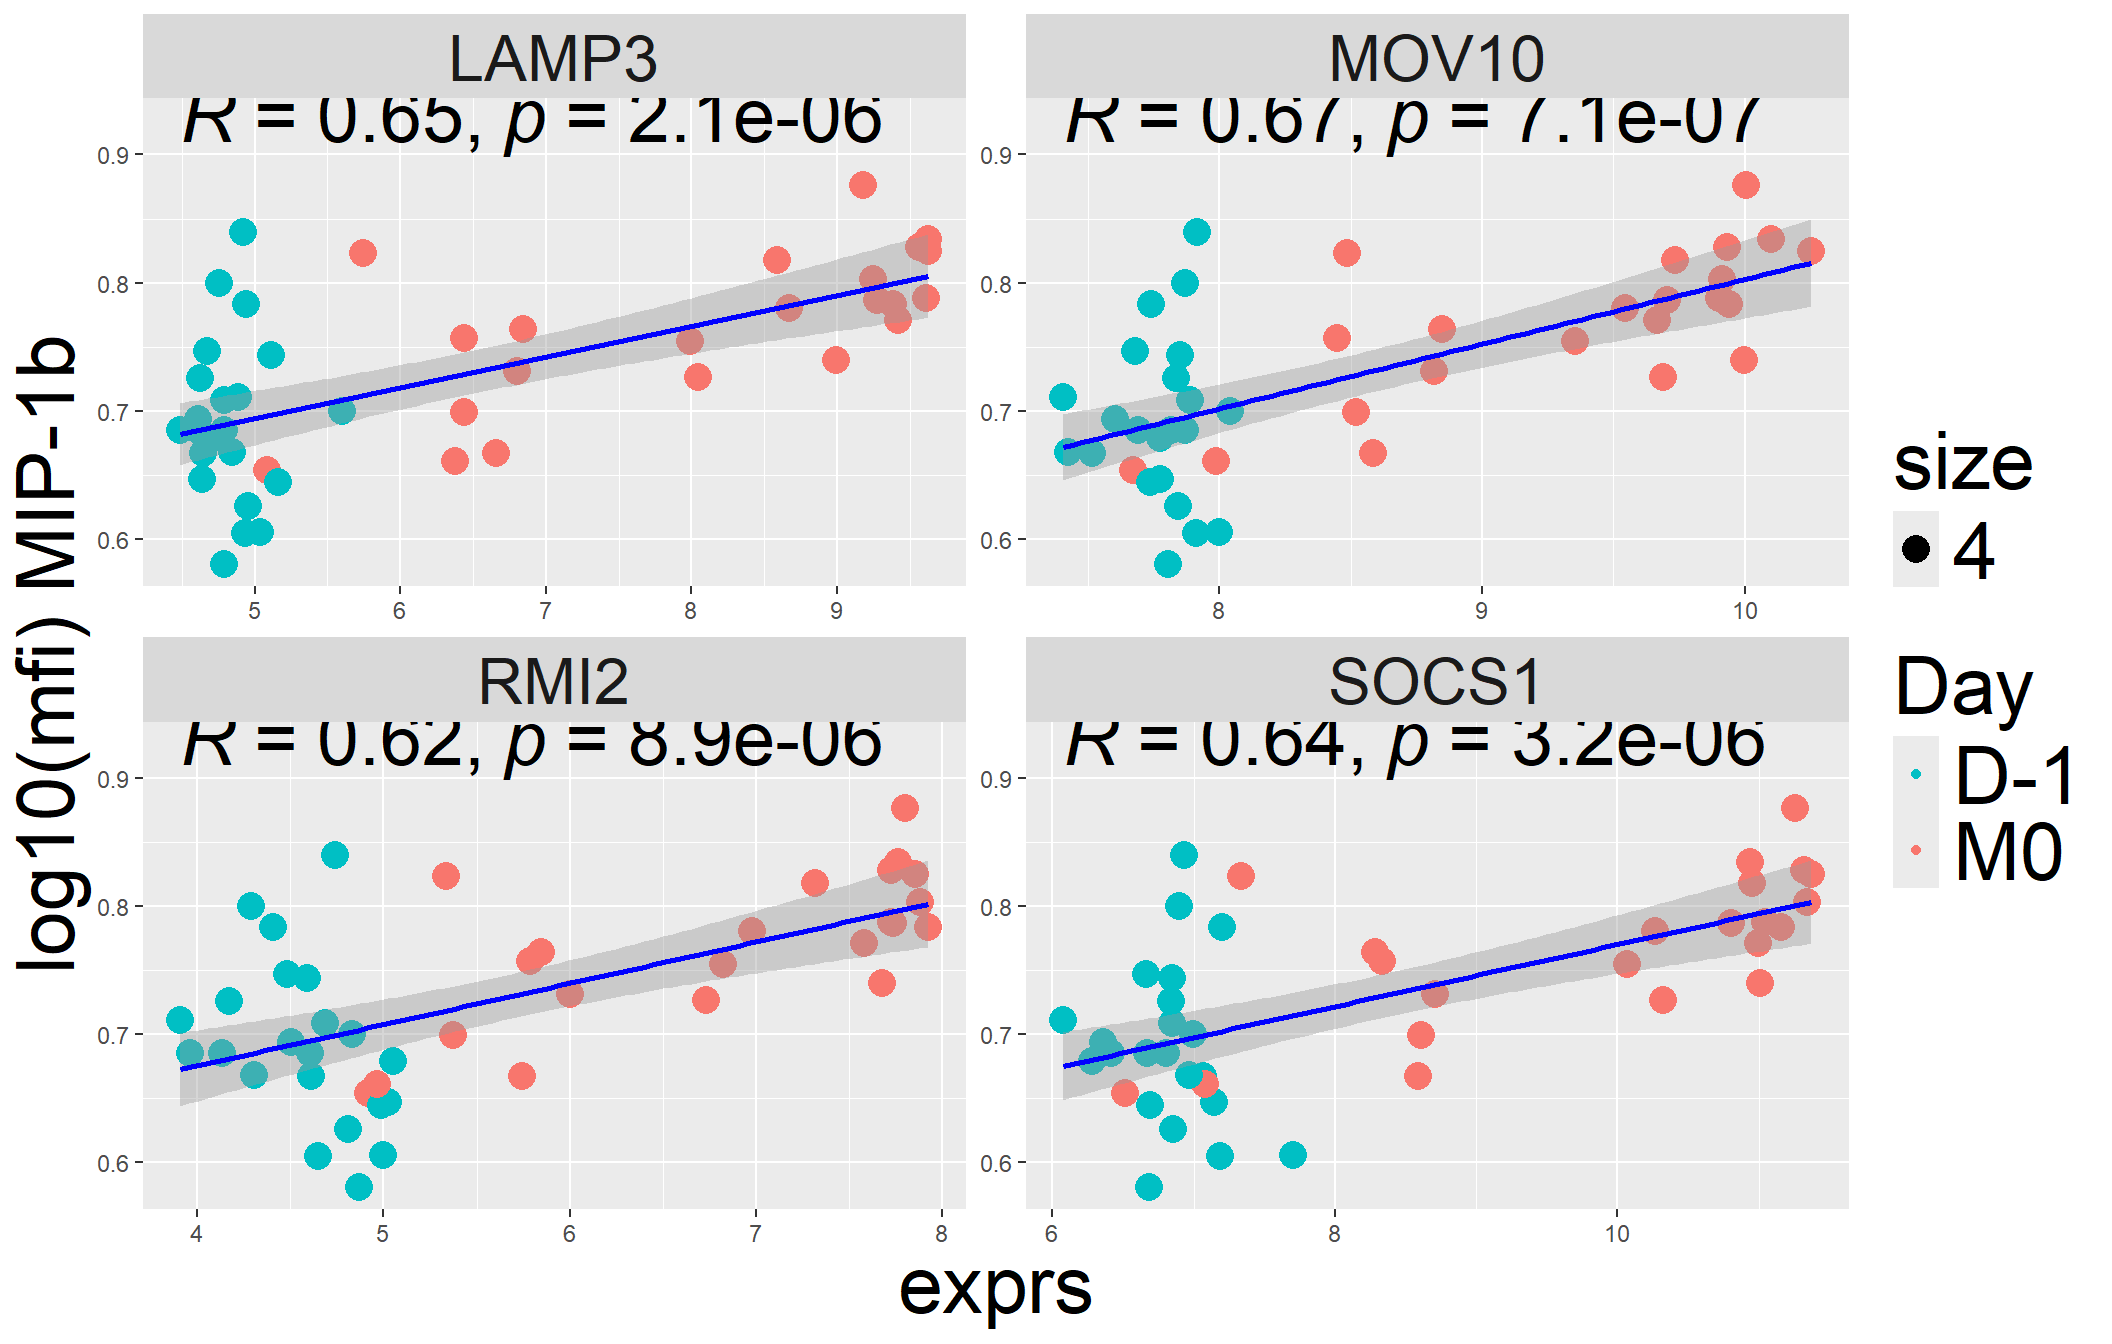 LAMP3
R = 0.65, p = 2.1e-06
0.9
0.8
0.7
0.6
5 6 7 8 9
MOV10
R = 0.67, p = 7.1e-07
0.9
0.8
0.7
0.6
8 9 10
RMI2
R = 0.62, p = 8.9e-06
0.9
0.8
0.7
0.6
4 5 6 7 8
SOCS1
R = 0.64, p = 3.2e-06
0.9
0.8
0.7
0.6
6 8 10
log10(mfi) MIP-1b
exprs
size
4
Day
D-1
M0